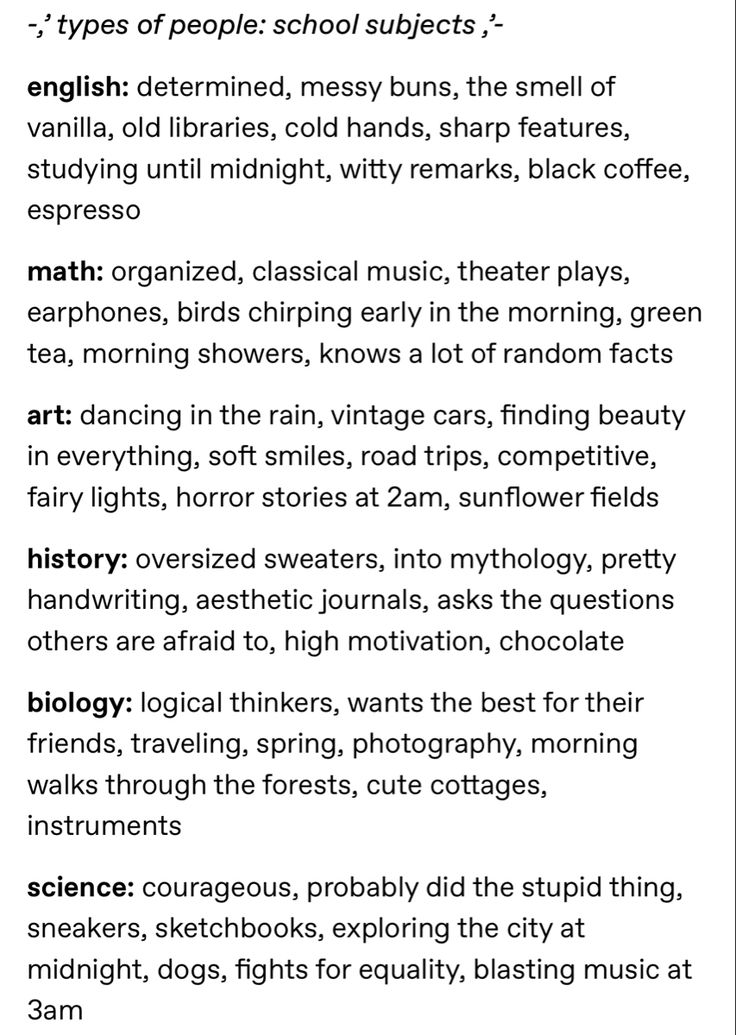 -,’ types of people: school subjects ,’-
english: determined, messy buns, the smell of
vanilla, old libraries, cold hands, sharp features,
studying until midnight, witty remarks, black coffee,
espresso
math: organized, classical music, theater plays,
earphones, birds chirping early in the morning, green
tea, morning showers, knows a lot of random facts
art: dancing in the rain, vintage cars, finding beauty
in everything, soft smiles, road trips, competitive,
fairy lights, horror stories at 2am, sunflower fields
history: oversized sweaters, into mythology, pretty
handwriting, aesthetic journals, asks the questions
others are afraid to, high motivation, chocolate
biology: logical thinkers, wants the best for their
friends, traveling, spring, photography, morning
walks through the forests, cute cottages,
instruments
science: courageous, probably did the stupid thing,
sneakers, sketchbooks, exploring the city at
midnight, dogs, fights for equality, blasting music at
3am